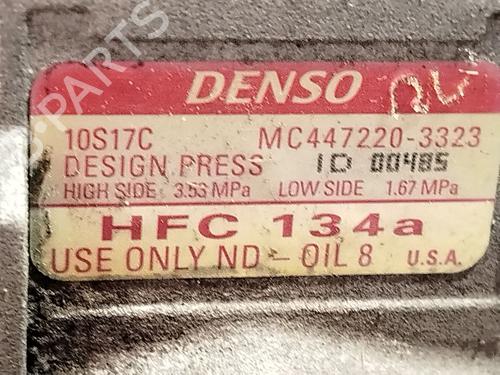 DENSO
10S17C MC447220-3323
DESIGN PRESS ID 00485
HIGH SIDE 3.53 MPa LOW SIDE 1.67 MPa
HFC 134a
USE ONLY ND-OIL 8 U.S.A.